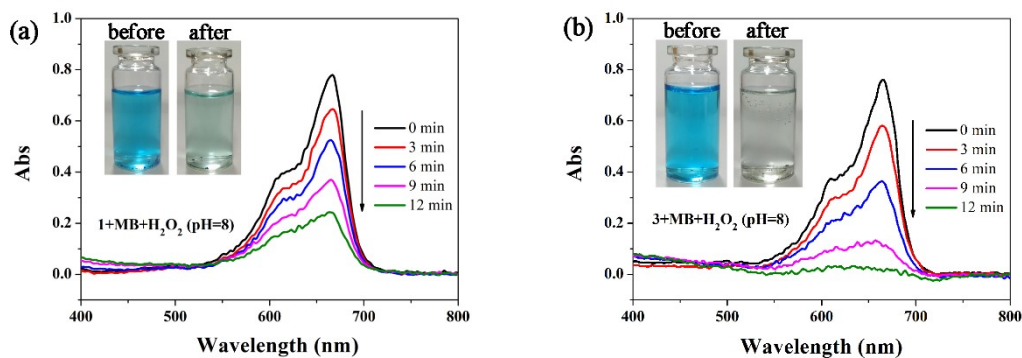 (a)
before after
Abs
1.0
0.8
0.6
0.4
0.2
0.0
0 min
3 min
6 min
9 min
12 min
1+MB+H₂O₂ (pH=8)
400 500 600 700 800
Wavelength (nm)
(b)
before after
Abs
1.0
0.8
0.6
0.4
0.2
0.0
0 min
3 min
6 min
9 min
12 min
3+MB+H₂O₂ (pH=8)
400 500 600 700 800
Wavelength (nm)